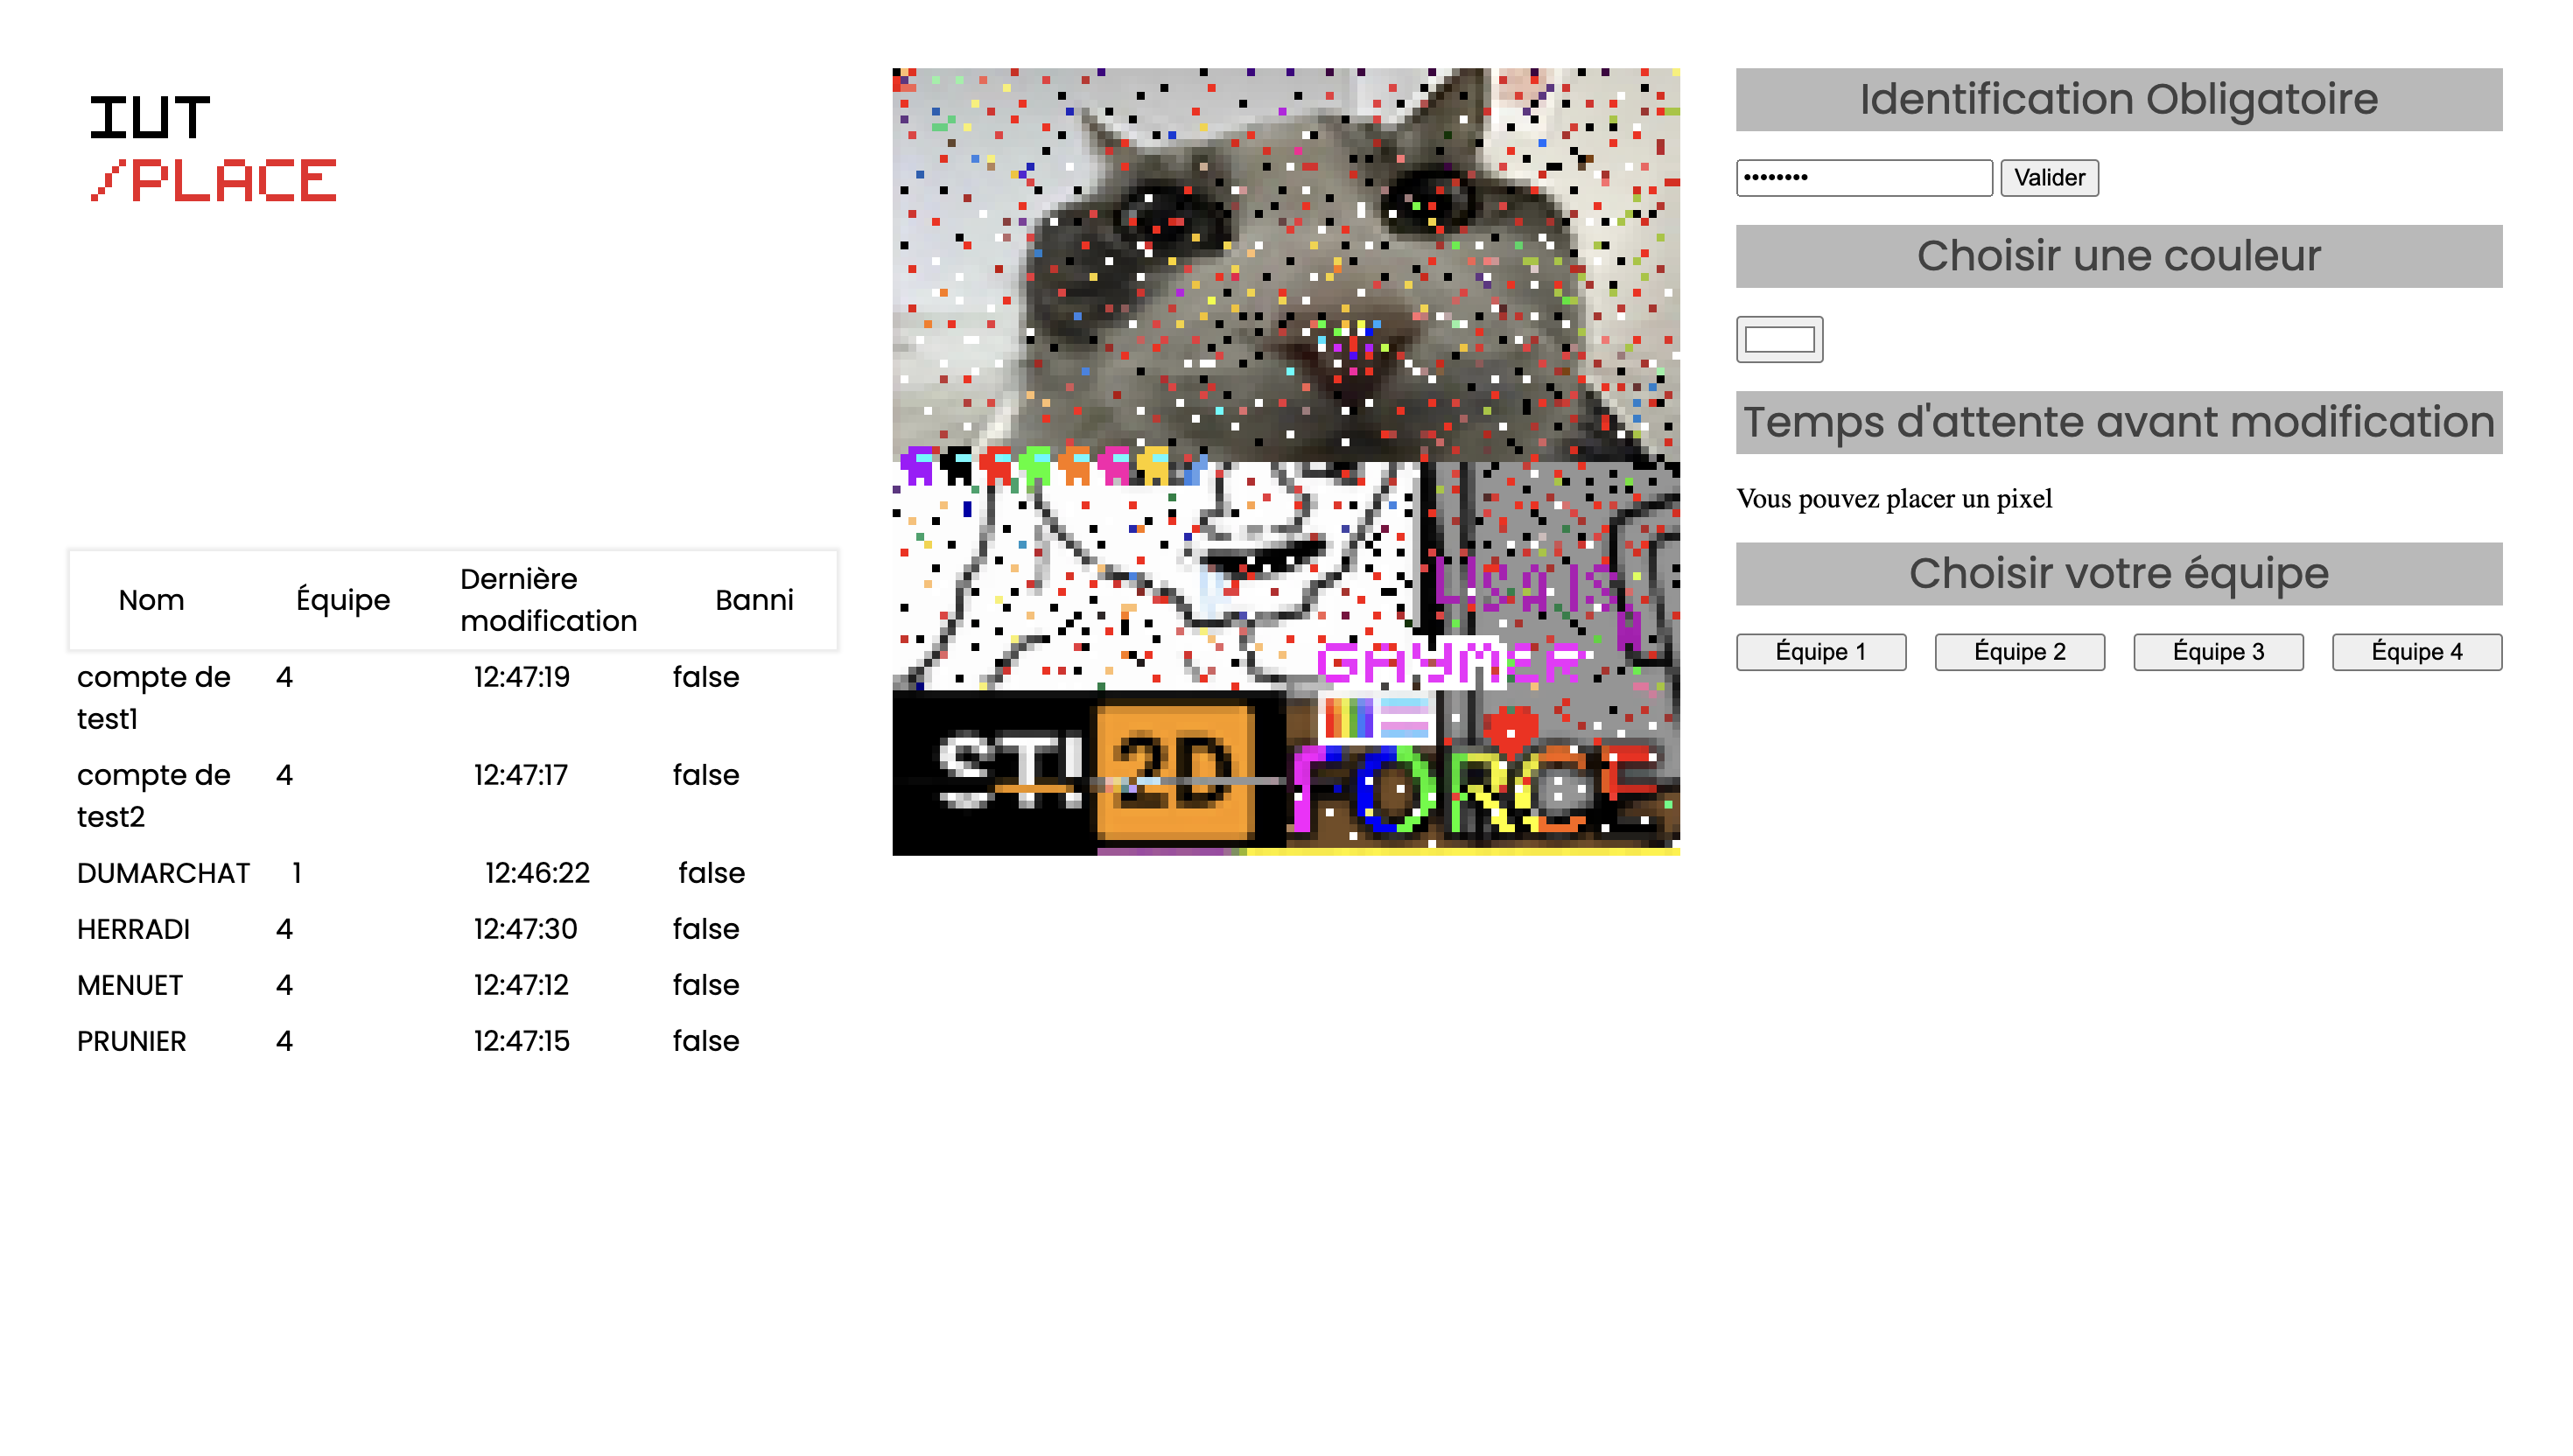 IUT
/PLACE
Nom Équipe Dernière modification Banni
compte de test1 4 12:47:19 false
compte de test2 4 12:47:17 false
DUMARCHAT 1 12:46:22 false
HERRADI 4 12:47:30 false
MENUET 4 12:47:12 false
PRUNIER 4 12:47:15 false
GAYMER
STI 2D FORCE
Identification Obligatoire
•••••••• Valider
Choisir une couleur
Temps d'attente avant modification
Vous pouvez placer un pixel
Choisir votre équipe
Équipe 1 Équipe 2 Équipe 3 Équipe 4